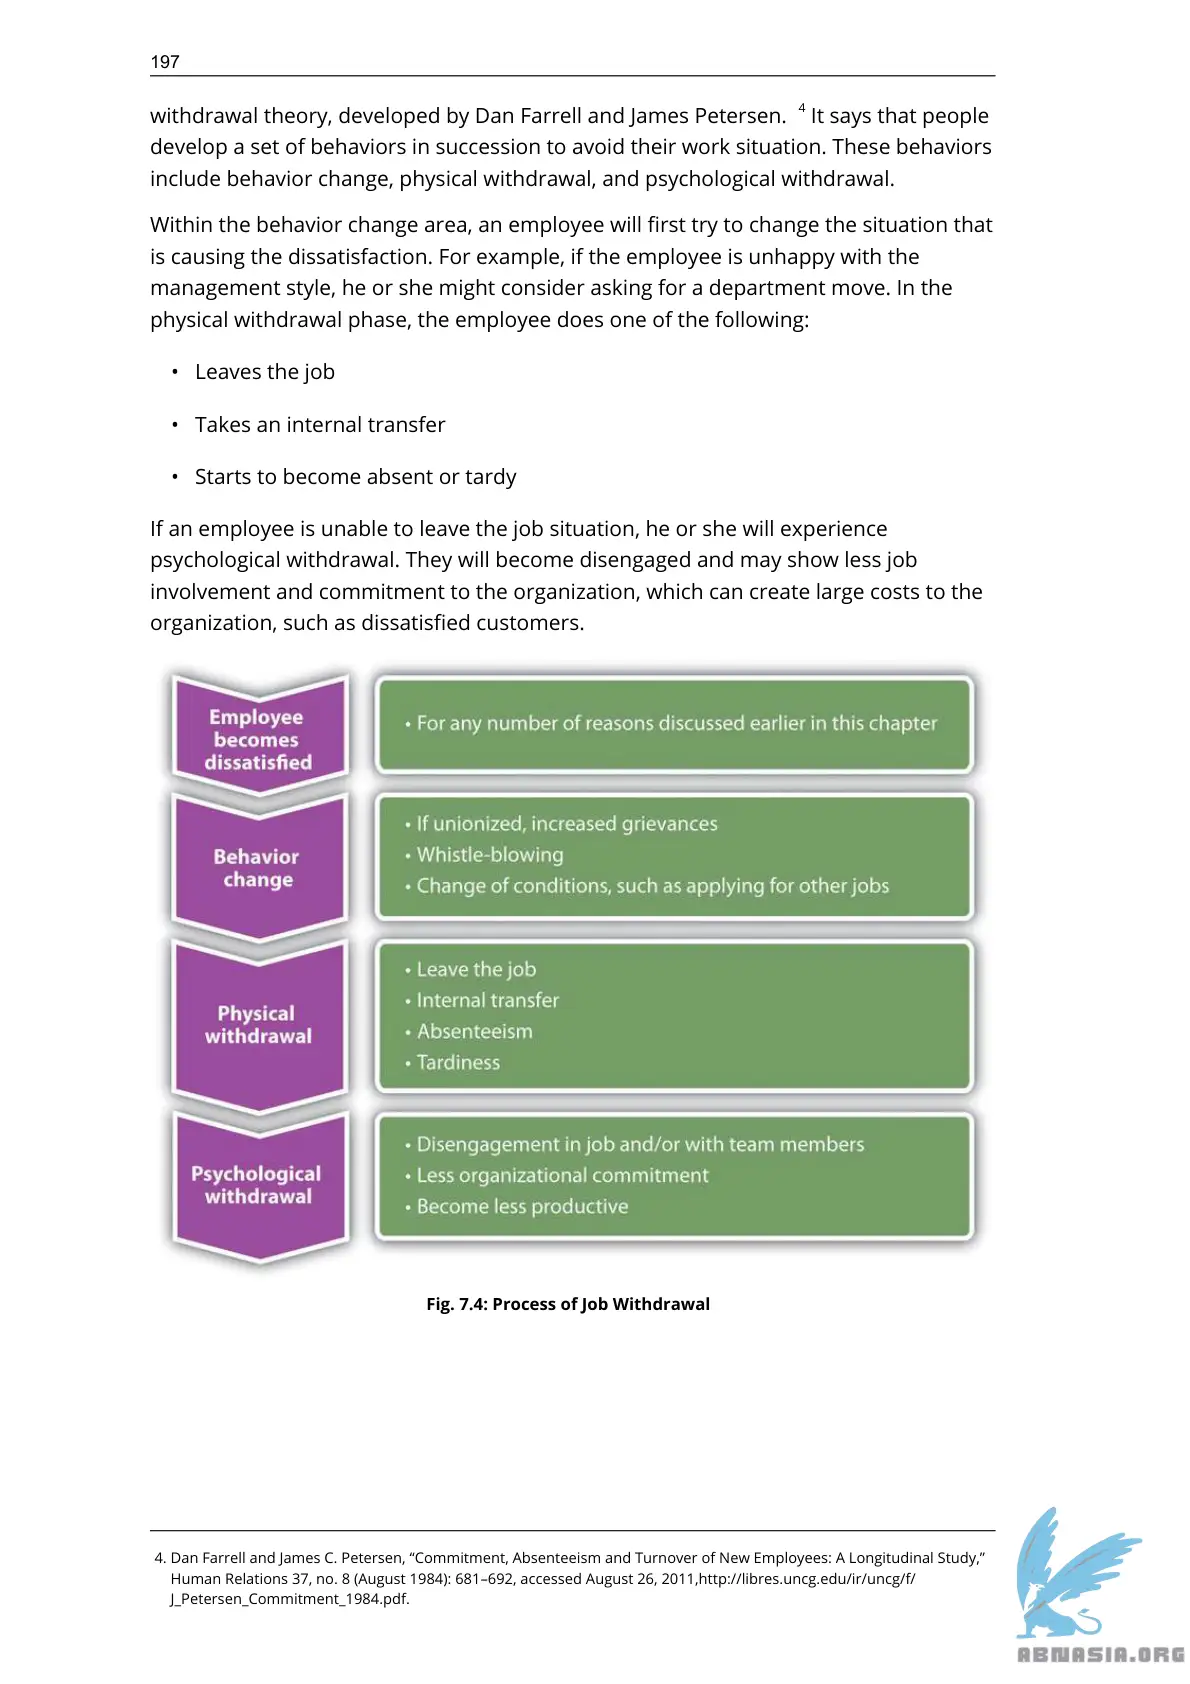 197
withdrawal theory, developed by Dan Farrell and James Petersen. 4 It says that people
develop a set of behaviors in succession to avoid their work situation. These behaviors
include behavior change, physical withdrawal, and psychological withdrawal.
Within the behavior change area, an employee will first try to change the situation that
is causing the dissatisfaction. For example, if the employee is unhappy with the
management style, he or she might consider asking for a department move. In the
physical withdrawal phase, the employee does one of the following:
• Leaves the job
• Takes an internal transfer
• Starts to become absent or tardy
If an employee is unable to leave the job situation, he or she will experience
psychological withdrawal. They will become disengaged and may show less job
involvement and commitment to the organization, which can create large costs to the
organization, such as dissatisfied customers.
Employee
becomes
dissatisfied
• For any number of reasons discussed earlier in this chapter
Behavior
change
• If unionized, increased grievances
• Whistle-blowing
• Change of conditions, such as applying for other jobs
Physical
withdrawal
• Leave the job
• Internal transfer
• Absenteeism
• Tardiness
Psychological
withdrawal
• Disengagement in job and/or with team members
• Less organizational commitment
• Become less productive
Fig. 7.4: Process of Job Withdrawal
4. Dan Farrell and James C. Petersen, “Commitment, Absenteeism and Turnover of New Employees: A Longitudinal Study,”
Human Relations 37, no. 8 (August 1984): 681–692, accessed August 26, 2011,http://libres.uncg.edu/ir/uncg/f/
J_Petersen_Commitment_1984.pdf.
ABNASIA.ORG